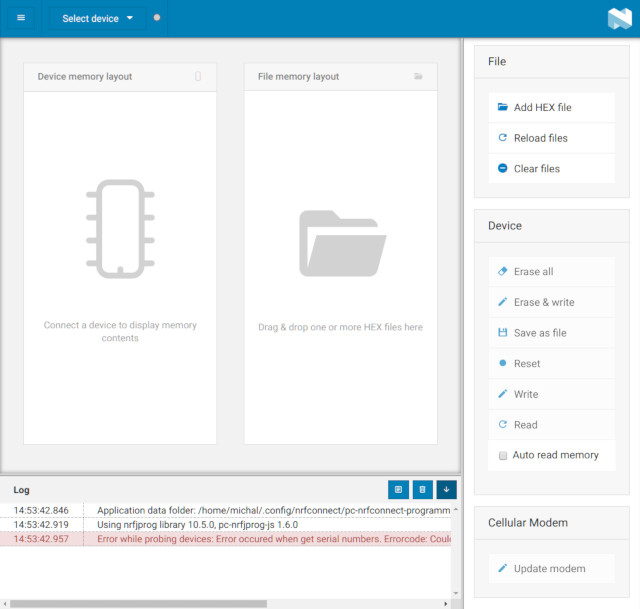 Select device
Device memory layout
Connect a device to display memory
contents
File memory layout
Drag & drop one or more HEX files here
File
Add HEX file
Reload files
Clear files
Device
Erase all
Erase & write
Save as file
Reset
Write
Read
Auto read memory
Cellular Modem
Update modem
Log
14:53:42.846 Application data folder: /home/michal/.config/nrfconnect/pc-nrfconnect-programm
14:53:42.919 Using nrfjprog library 10.5.0, pc-nrfjprog-js 1.6.0
14:53:42.957 Error while probing devices: Error occured when get serial numbers. Errorcode: Could